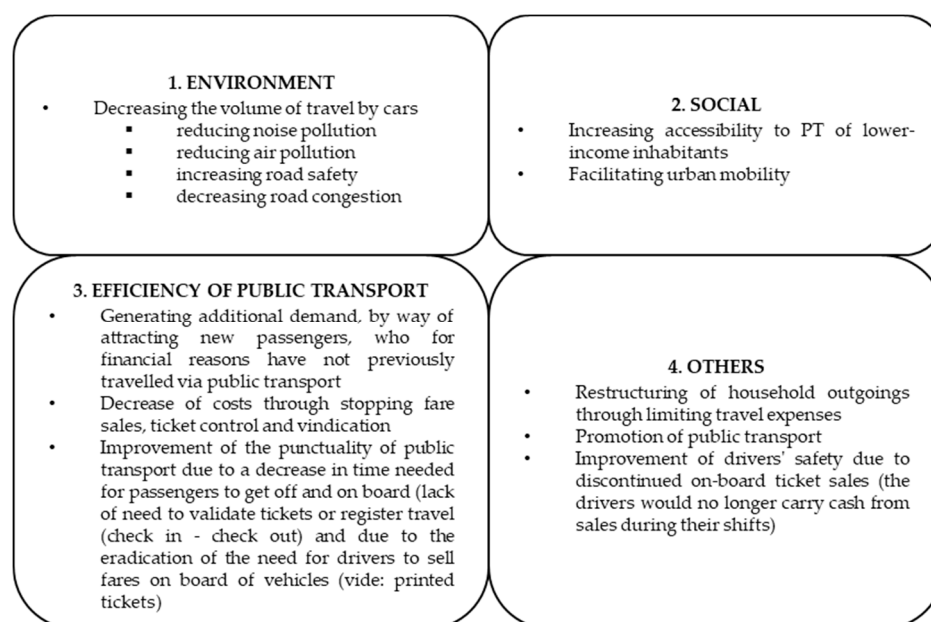 1. ENVIRONMENT
• Decreasing the volume of travel by cars
▪ reducing noise pollution
▪ reducing air pollution
▪ increasing road safety
▪ decreasing road congestion
2. SOCIAL
• Increasing accessibility to PT of lower-
income inhabitants
• Facilitating urban mobility
3. EFFICIENCY OF PUBLIC TRANSPORT
• Generating additional demand, by way of
attracting new passengers, who for
financial reasons have not previously
travelled via public transport
• Decrease of costs through stopping fare
sales, ticket control and vindication
• Improvement of the punctuality of public
transport due to a decrease in time needed
for passengers to get off and on board (lack
of need to validate tickets or register travel
(check in - check out) and due to the
eradication of the need for drivers to sell
fares on board of vehicles (vide: printed
tickets)
4. OTHERS
• Restructuring of household outgoings
through limiting travel expenses
• Promotion of public transport
• Improvement of drivers' safety due to
discontinued on-board ticket sales (the
drivers would no longer carry cash from
sales during their shifts)